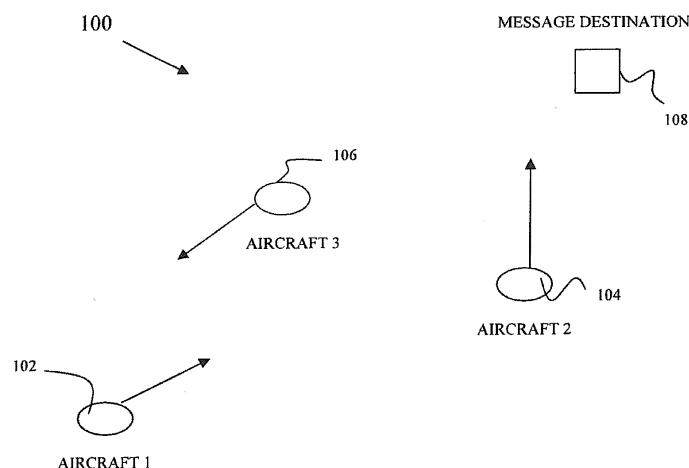 100
MESSAGE DESTINATION
108
106
AIRCRAFT 3
104
AIRCRAFT 2
102
AIRCRAFT 1